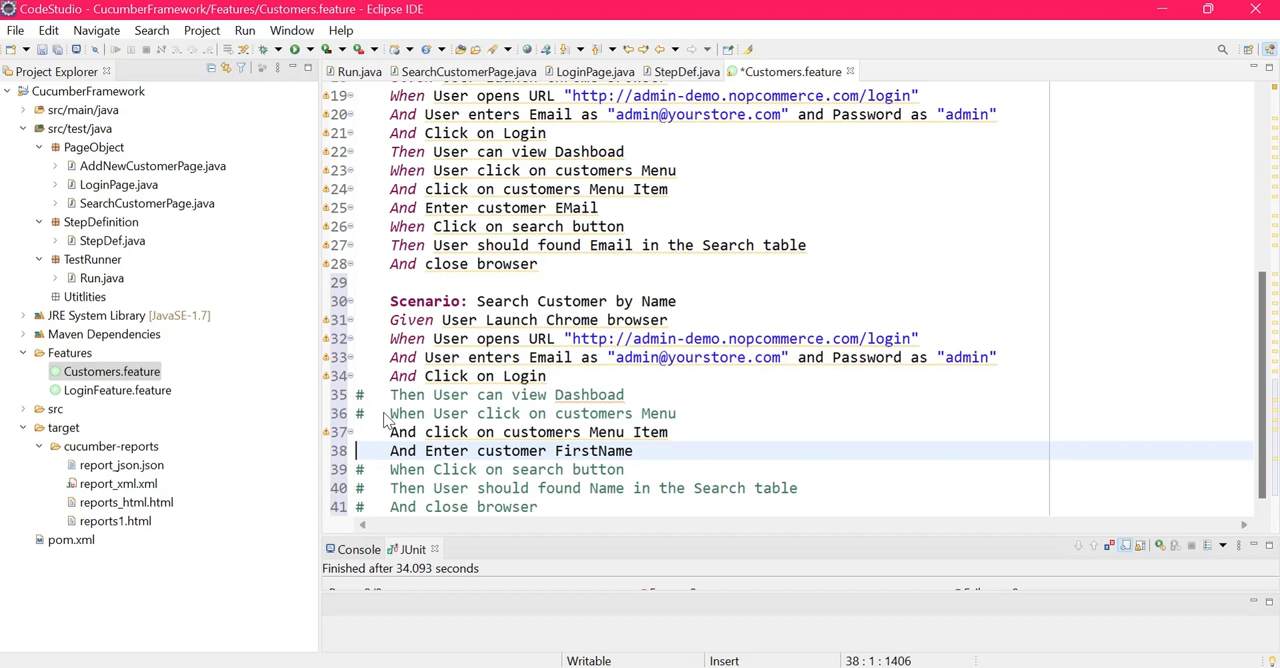 CodeStudio - CucumberFramework/Features/Customers.feature - Eclipse IDE
File Edit Navigate Search Project Run Window Help
Project Explorer
Run.java SearchCustomerPage.java LoginPage.java StepDef.java *Customers.feature
CucumberFramework
src/main/java
src/test/java
PageObject
AddNewCustomerPage.java
LoginPage.java
SearchCustomerPage.java
StepDefinition
StepDef.java
TestRunner
Run.java
Utitlities
JRE System Library [JavaSE-1.7]
Maven Dependencies
Features
Customers.feature
LoginFeature.feature
src
target
cucumber-reports
report_json.json
report_xml.xml
reports_html.html
reports1.html
pom.xml
19 When User opens URL "http://admin-demo.nopcommerce.com/login"
20 And User enters Email as "admin@yourstore.com" and Password as "admin"
21 And Click on Login
22 Then User can view Dashboad
23 When User click on customers Menu
24 And click on customers Menu Item
25 And Enter customer EMail
26 When Click on search button
27 Then User should found Email in the Search table
28 And close browser
29
30 Scenario: Search Customer by Name
31 Given User Launch Chrome browser
32 When User opens URL "http://admin-demo.nopcommerce.com/login"
33 And User enters Email as "admin@yourstore.com" and Password as "admin"
34 And Click on Login
35 # Then User can view Dashboad
36 # When User click on customers Menu
37 And click on customers Menu Item
38 And Enter customer FirstName
39 # When Click on search button
40 # Then User should found Name in the Search table
41 # And close browser
Console JUnit
Finished after 34.093 seconds
Writable Insert 38 : 1 : 1406